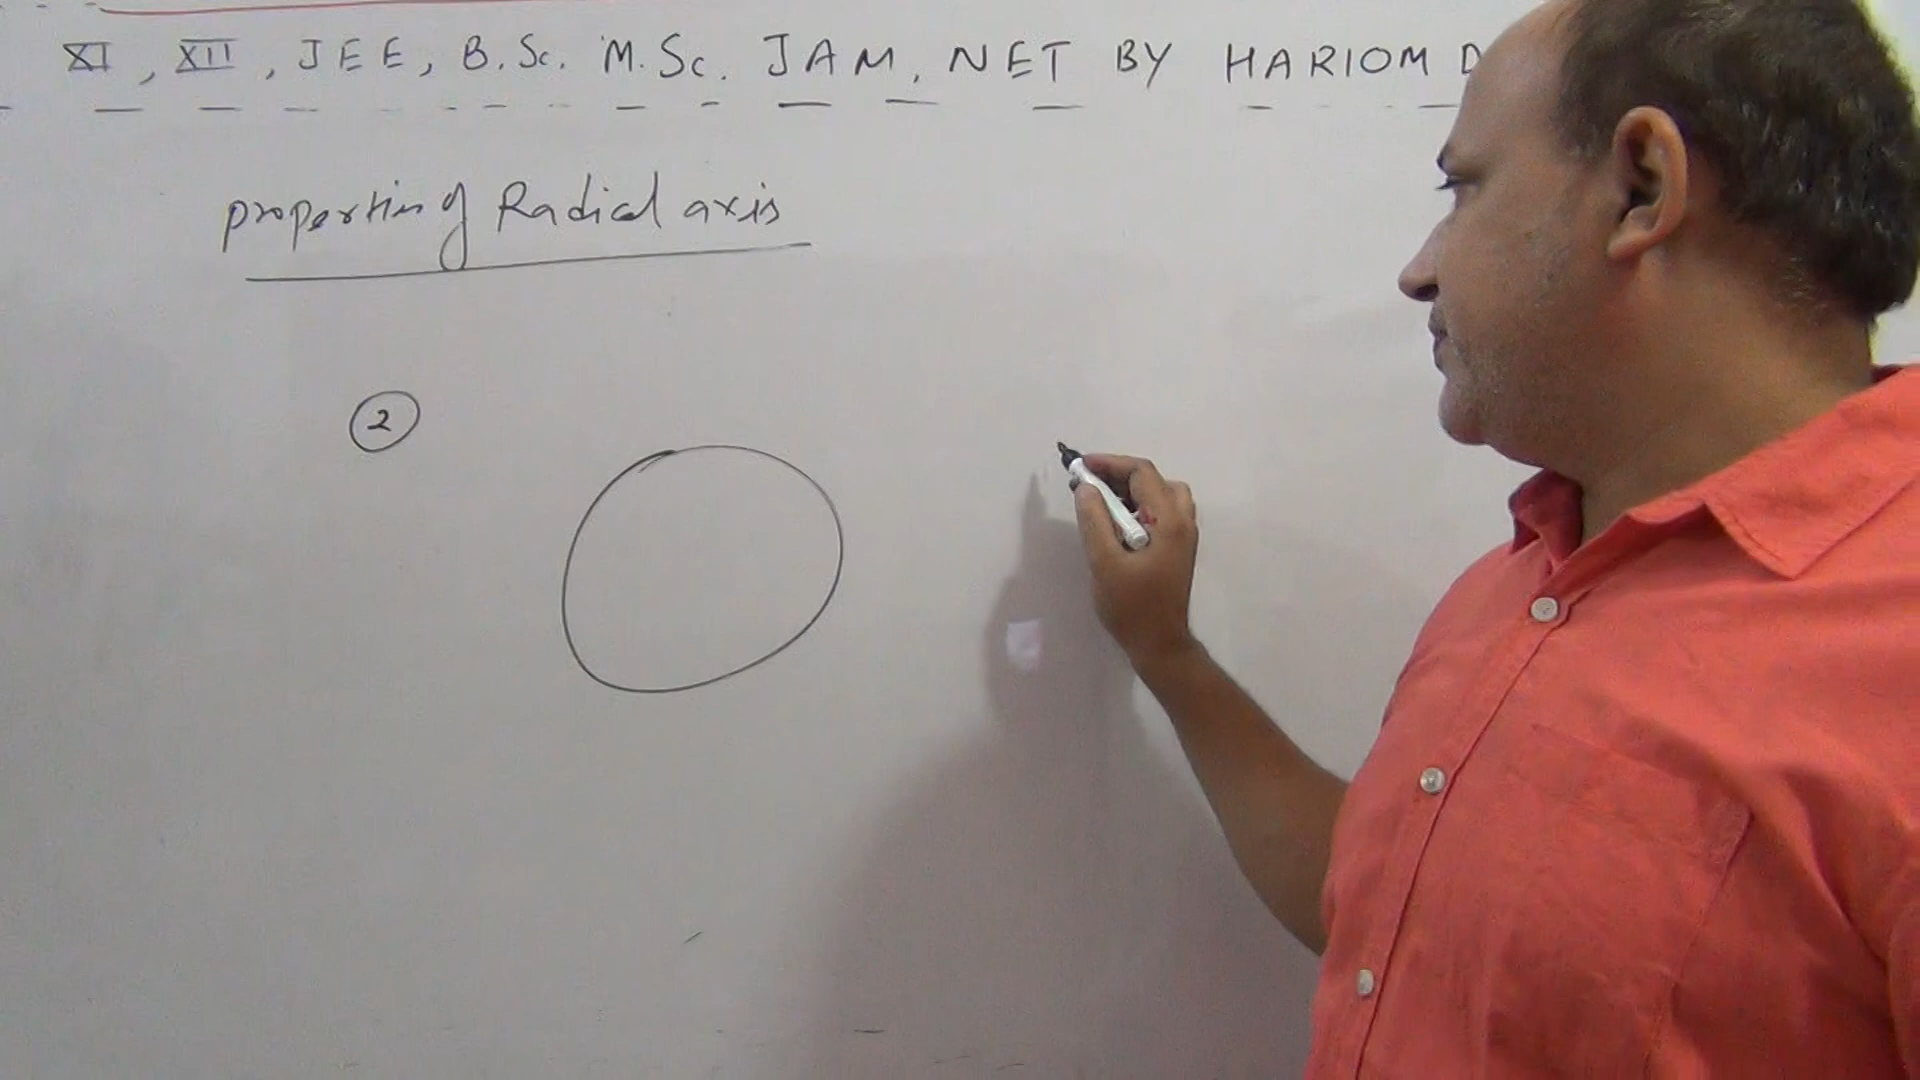 XI, XII, JEE, B.Sc. M.Sc. JAM, NET BY HARIOM D
properties of Radical axis
2